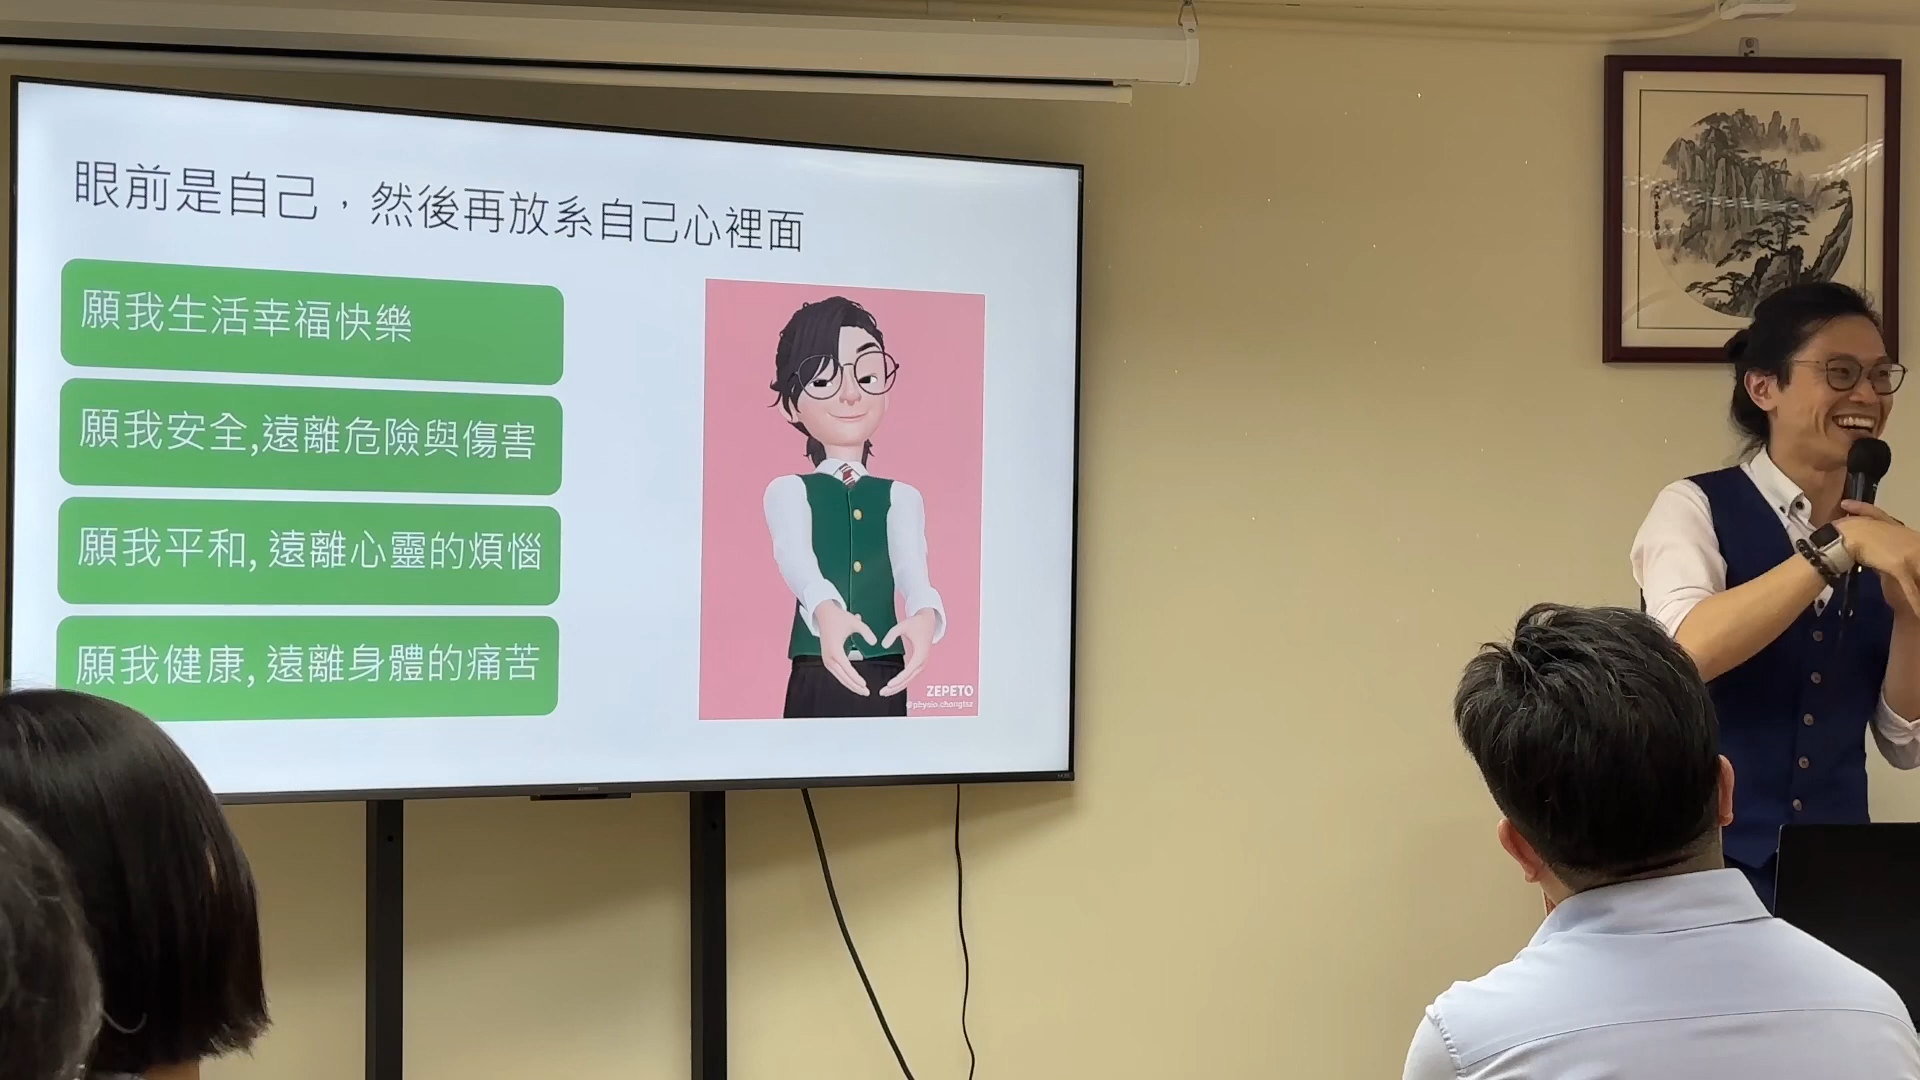 眼前是自己，然後再放系自己心裡面
願我生活幸福快樂
願我安全,遠離危險與傷害
願我平和, 遠離心靈的煩惱
願我健康, 遠離身體的痛苦
ZEPETO
@physio.chongtsz